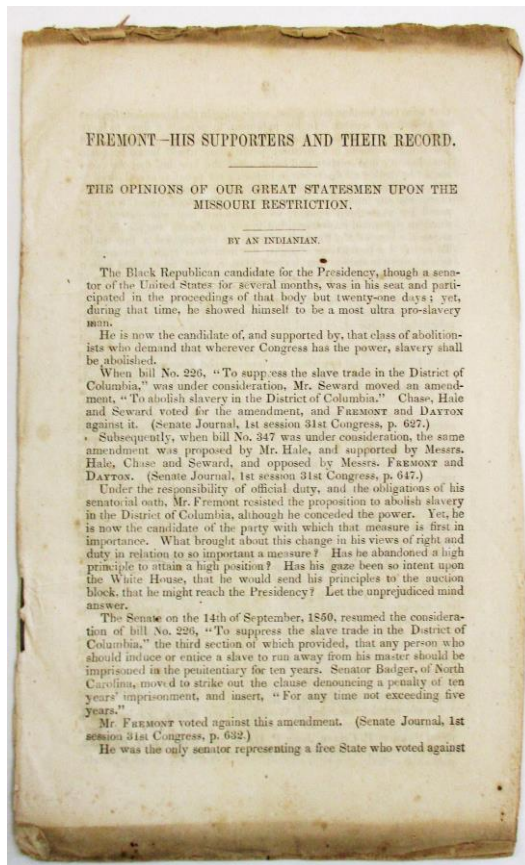 FREMONT—HIS SUPPORTERS AND THEIR RECORD.
THE OPINIONS OF OUR GREAT STATESMEN UPON THE
MISSOURI RESTRICTION.
BY AN INDIANIAN.
The Black Republican candidate for the Presidency, though a sena-
tor of the United States for several months, was in his seat and parti-
cipated in the proceedings of that body but twenty-one days; yet,
during that time, he showed himself to be a most ultra pro-slavery
man.
He is now the candidate of, and supported by, that class of abolition-
ists who demand that wherever Congress has the power, slavery shall
be abolished.
When bill No. 226, "To suppress the slave trade in the District of
Columbia," was under consideration, Mr. Seward moved an amend-
ment, "To abolish slavery in the District of Columbia." Chase, Hale
and Seward voted for the amendment, and FREMONT and DAYTON
against it. (Senate Journal, 1st session 31st Congress, p. 627.)
Subsequently, when bill No. 347 was under consideration, the same
amendment was proposed by Mr. Hale, and supported by Messrs.
Hale, Chase and Seward, and opposed by Messrs. FREMONT and
DAYTON. (Senate Journal, 1st session 31st Congress, p. 647.)
Under the responsibility of official duty, and the obligations of his
senatorial oath, Mr. Fremont resisted the proposition to abolish slavery
in the District of Columbia, although he conceded the power. Yet, he
is now the candidate of the party with which that measure is first in
importance. What brought about this change in his views of right and
duty in relation to so important a measure? Has he abandoned a high
principle to attain a high position? Has his gaze been so intent upon
the White House, that he would send his principles to the auction
block, that he might reach the Presidency? Let the unprejudiced mind
answer.
The Senate on the 14th of September, 1850, resumed the considera-
tion of bill No. 226, "To suppress the slave trade in the District of
Columbia," the third section of which provided, that any person who
should induce or entice a slave to run away from his master should be
imprisoned in the penitentiary for ten years. Senator Badger, of North
Carolina, moved to strike out the clause denouncing a penalty of ten
years' imprisonment, and insert, "For any time not exceeding five
years."
Mr. FREMONT voted against this amendment. (Senate Journal, 1st
session 31st Congress, p. 632.)
He was the only senator representing a free State who voted against